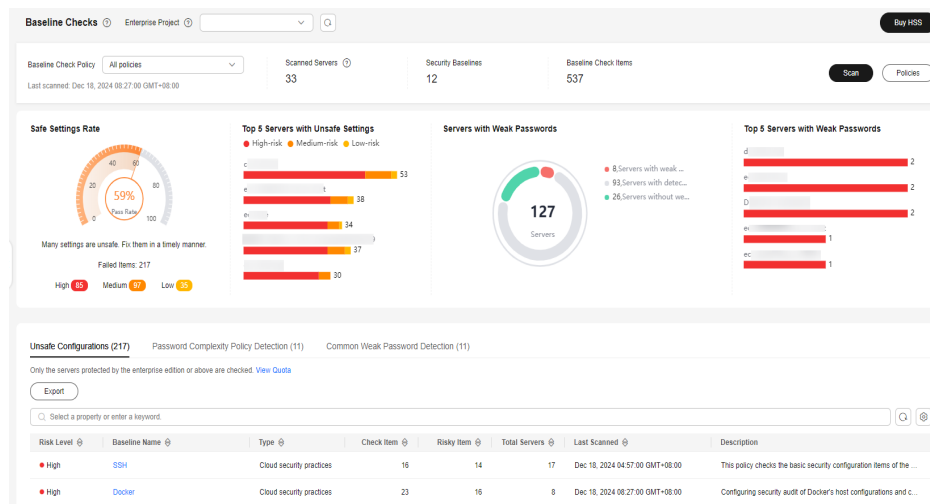 Baseline Checks Enterprise Project
Buy HSS
Baseline Check Policy All policies
Last scanned: Dec 18, 2024 08:27:00 GMT+08:00
Scanned Servers
33
Security Baselines
12
Baseline Check Items
537
Scan Policies
Safe Settings Rate
0 20 40 60 80 100
59%
Pass Rate
Many settings are unsafe. Fix them in a timely manner.
Failed Items: 217
High 85 Medium 97 Low 35
Top 5 Servers with Unsafe Settings
High-risk Medium-risk Low-risk
c
53
e t
38
34
37
30
Servers with Weak Passwords
127
Servers
8,Servers with weak ...
93,Servers with detec...
26,Servers without we...
Top 5 Servers with Weak Passwords
d
2
e
2
D
2
1
ec
1
Unsafe Configurations (217) Password Complexity Policy Detection (11) Common Weak Password Detection (11)
Only the servers protected by the enterprise edition or above are checked. View Quota
Export
Select a property or enter a keyword.
Risk Level Baseline Name Type Check Item Risky Item Total Servers Last Scanned Description
High SSH Cloud security practices 16 14 17 Dec 18, 2024 04:57:00 GMT+08:00 This policy checks the basic security configuration items of the ...
High Docker Cloud security practices 23 16 8 Dec 18, 2024 08:27:00 GMT+08:00 Configuring security audit of Docker's host configurations and c...